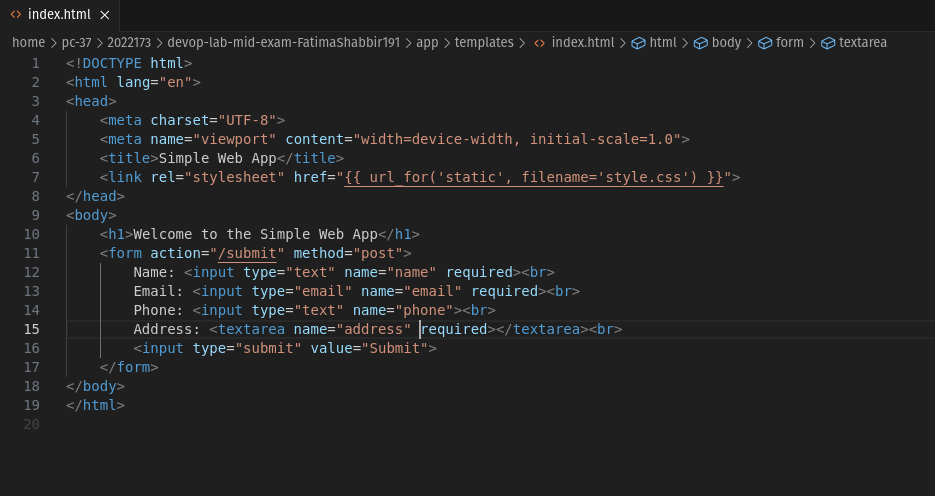 index.html
home > pc-37 > 2022173 > devop-lab-mid-exam-FatimaShabbir191 > app > templates > index.html > html > body > form > textarea
1 <!DOCTYPE html>
2 <html lang="en">
3 <head>
4     <meta charset="UTF-8">
5     <meta name="viewport" content="width=device-width, initial-scale=1.0">
6     <title>Simple Web App</title>
7     <link rel="stylesheet" href="{{ url_for('static', filename='style.css') }}">
8 </head>
9 <body>
10     <h1>Welcome to the Simple Web App</h1>
11     <form action="/submit" method="post">
12         Name: <input type="text" name="name" required><br>
13         Email: <input type="email" name="email" required><br>
14         Phone: <input type="text" name="phone"><br>
15         Address: <textarea name="address" required></textarea><br>
16         <input type="submit" value="Submit">
17     </form>
18 </body>
19 </html>
20